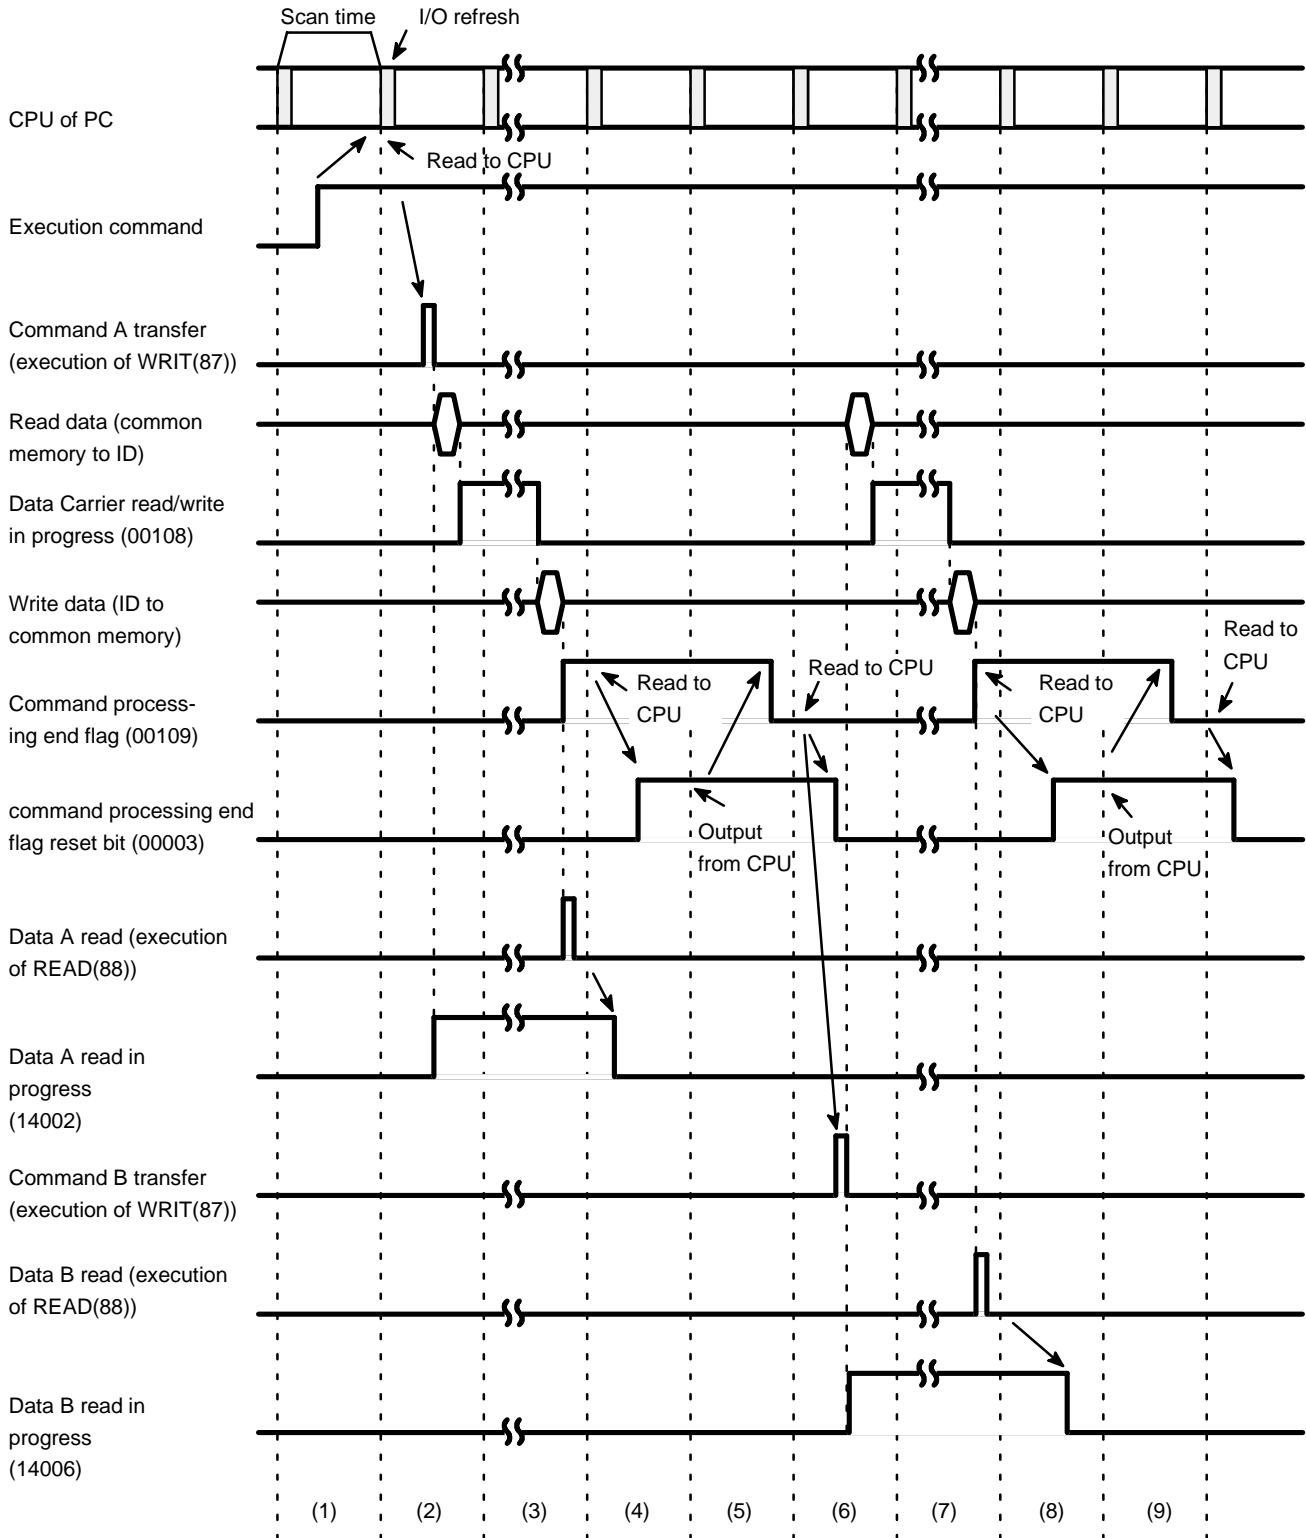 Scan time
I/O refresh
CPU of PC
Read to CPU
Execution command
Command A transfer
(execution of WRIT(87))
Read data (common
memory to ID)
Data Carrier read/write
in progress (00108)
Write data (ID to
common memory)
Read to
CPU
Read to CPU
Read to
CPU
Read to
CPU
Command process-
ing end flag (00109)
command processing end
flag reset bit (00003)
Output
from CPU
Output
from CPU
Data A read (execution
of READ(88))
Data A read in
progress
(14002)
Command B transfer
(execution of WRIT(87))
Data B read (execution
of READ(88))
Data B read in
progress
(14006)
(1) (2) (3) (4) (5) (6) (7) (8) (9)